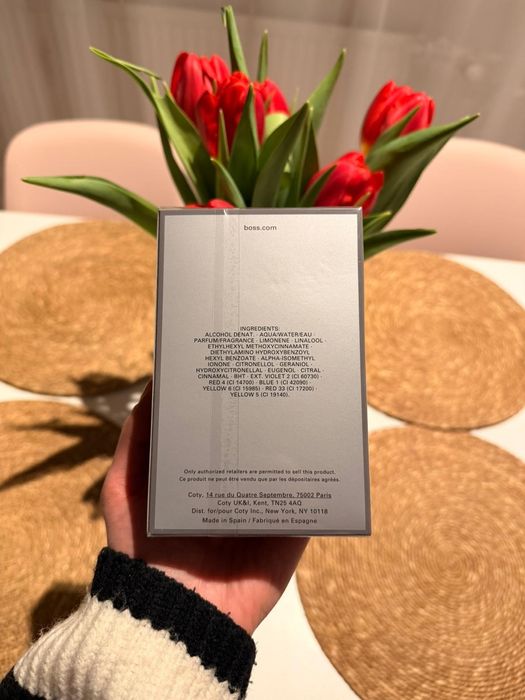 boss.com
INGREDIENTS:
ALCOHOL DENAT. · AQUA/WATER/EAU ·
PARFUM/FRAGRANCE · LIMONENE · LINALOOL ·
ETHYLHEXYL METHOXYCINNAMATE ·
DIETHYLAMINO HYDROXYBENZOYL
HEXYL BENZOATE · ALPHA-ISOMETHYL
IONONE · CITRONELLOL · GERANIOL ·
HYDROXYCITRONELLAL · EUGENOL · CITRAL ·
CINNAMAL · BHT · EXT. VIOLET 2 (CI 60730) ·
RED 4 (CI 14700) · BLUE 1 (CI 42090) ·
YELLOW 6 (CI 15985) · RED 33 (CI 17200) ·
YELLOW 5 (CI 19140).
Only authorized retailers are permitted to sell this product.
Ce produit ne peut être vendu que par les dépositaires agréés.
Coty, 14 rue du Quatre Septembre, 75002 Paris
Coty UK&I, Kent, TN25 4AQ
Dist. for/pour Coty Inc., New York, NY 10118
Made in Spain / Fabriqué en Espagne